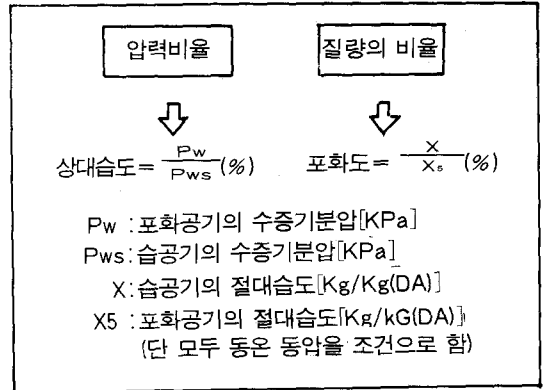 압력비율 질량의 비율
상대습도= Pw/Pws (%) 포화도= X/Xs (%)
Pw :포화공기의 수증기분압[KPa]
Pws:습공기의 수증기분압[KPa]
X:습공기의 절대습도[Kg/Kg(DA)]
X5 :포화공기의 절대습도[Kg/kG(DA)]
(단 모두 동온 동압을 조건으로 함)